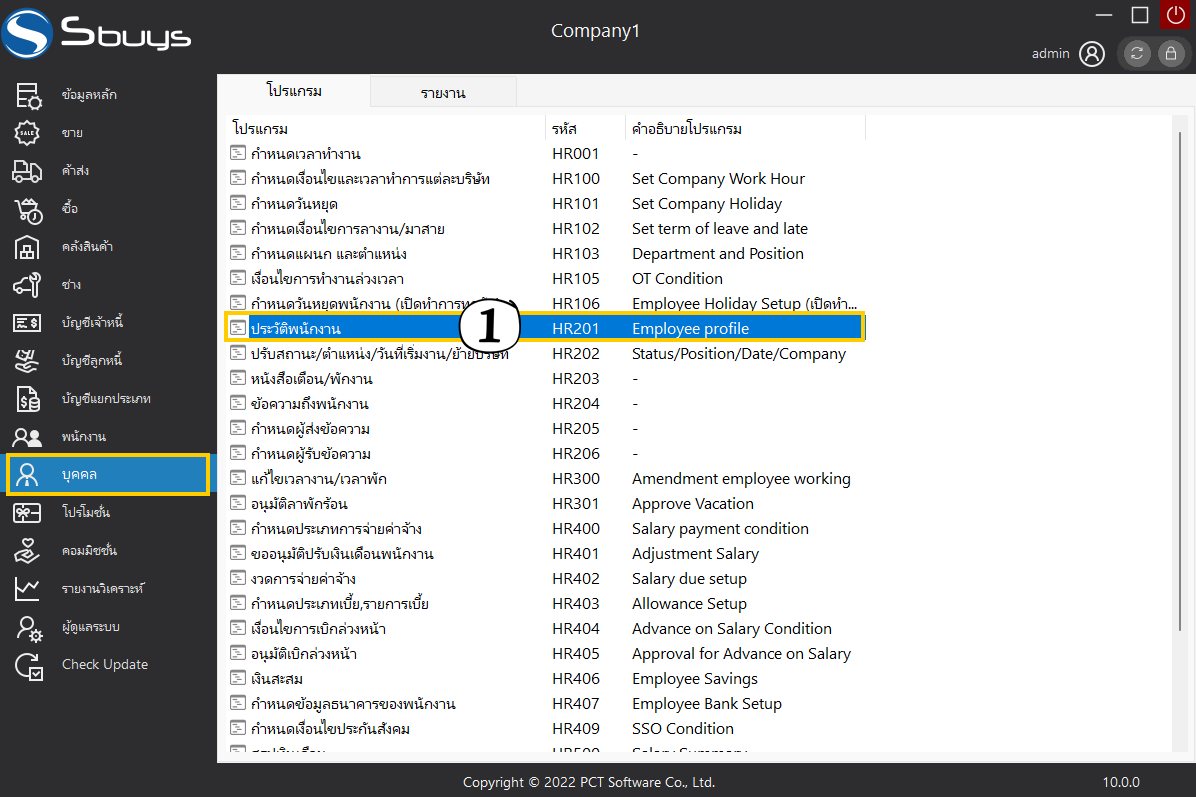 Sbuys
Company1
admin
ข้อมูลหลัก
ขาย
ค้าส่ง
ซื้อ
คลังสินค้า
ช่าง
บัญชีเจ้าหนี้
บัญชีลูกหนี้
บัญชีแยกประเภท
พนักงาน
บุคคล
โปรโมชั่น
คอมมิชชั่น
รายงานวิเคราะห์
ผู้ดูแลระบบ
Check Update
โปรแกรม รายงาน
โปรแกรม รหัส คำอธิบายโปรแกรม
กำหนดเวลาทำงาน HR001 -
กำหนดเงื่อนไขและเวลาทำการแต่ละบริษัท HR100 Set Company Work Hour
กำหนดวันหยุด HR101 Set Company Holiday
กำหนดเงื่อนไขการลางาน/มาสาย HR102 Set term of leave and late
กำหนดแผนก และตำแหน่ง HR103 Department and Position
เงื่อนไขการทำงานล่วงเวลา HR105 OT Condition
กำหนดวันหยุดพนักงาน (เปิดทำการ HR106 Employee Holiday Setup (เปิดทำ...
1
ประวัติพนักงาน HR201 Employee profile
ปรับสถานะ/ตำแหน่ง/วันที่เริ่มงาน/ย้ายบริษัท HR202 Status/Position/Date/Company
หนังสือเตือน/พักงาน HR203 -
ข้อความถึงพนักงาน HR204 -
กำหนดผู้ส่งข้อความ HR205 -
กำหนดผู้รับข้อความ HR206 -
แก้ไขเวลางาน/เวลาพัก HR300 Amendment employee working
อนุมัติลาพักร้อน HR301 Approve Vacation
กำหนดประเภทการจ่ายค่าจ้าง HR400 Salary payment condition
ขออนุมัติปรับเงินเดือนพนักงาน HR401 Adjustment Salary
งวดการจ่ายค่าจ้าง HR402 Salary due setup
กำหนดประเภทเบี้ย,รายการเบี้ย HR403 Allowance Setup
เงื่อนไขการเบิกล่วงหน้า HR404 Advance on Salary Condition
อนุมัติเบิกล่วงหน้า HR405 Approval for Advance on Salary
เงินสะสม HR406 Employee Savings
กำหนดข้อมูลธนาคารของพนักงาน HR407 Employee Bank Setup
กำหนดเงื่อนไขประกันสังคม HR409 SSO Condition
Copyright © 2022 PCT Software Co., Ltd.
10.0.0